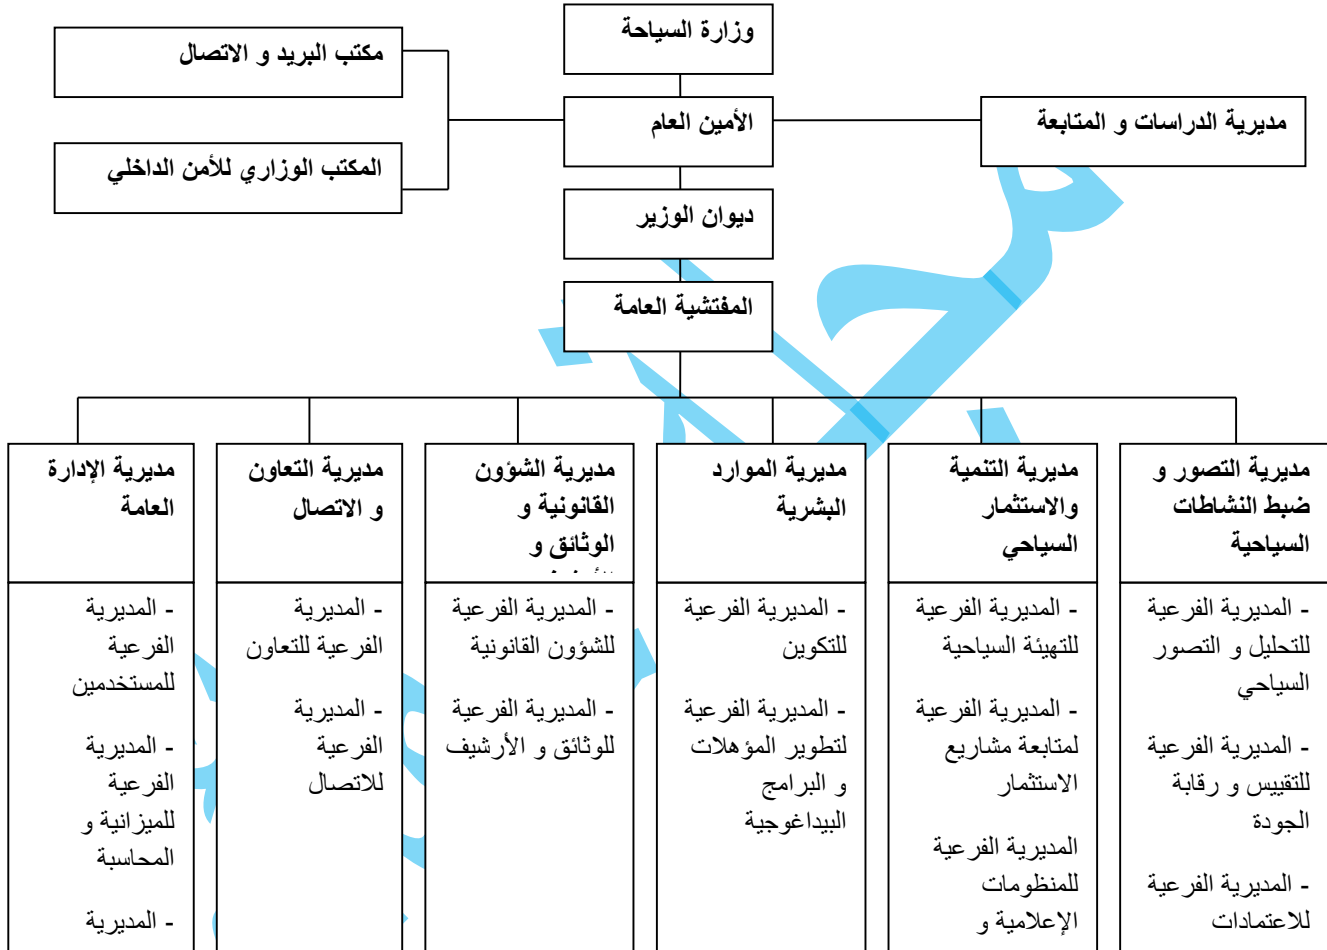 وزارة السياحة
مكتب البريد و الاتصال
الأمين العام
مديرية الدراسات و المتابعة
المكتب الوزاري للأمن الداخلي
ديوان الوزير
المفتشية العامة
مديرية التصور و
ضبط النشاطات
السياحية
- المديرية الفرعية
للتحليل و التصور
السياحي
- المديرية الفرعية
للتقييس و رقابة
الجودة
- المديرية الفرعية
للاعتمادات
مديرية التنمية
والاستثمار
السياحي
- المديرية الفرعية
للتهيئة السياحية
- المديرية الفرعية
لمتابعة مشاريع
الاستثمار
المديرية الفرعية
للمنظومات
الإعلامية و
مديرية الموارد
البشرية
- المديرية الفرعية
للتكوين
- المديرية الفرعية
لتطوير المؤهلات
و البرامج
البيداغوجية
مديرية الشؤون
القانونية و
الوثائق و
- المديرية الفرعية
للشؤون القانونية
- المديرية الفرعية
للوثائق و الأرشيف
مديرية التعاون
و الاتصال
- المديرية
الفرعية للتعاون
- المديرية
الفرعية
للاتصال
مديرية الإدارة
العامة
- المديرية
الفرعية
للمستخدمين
- المديرية
الفرعية
للميزانية و
المحاسبة
- المديرية